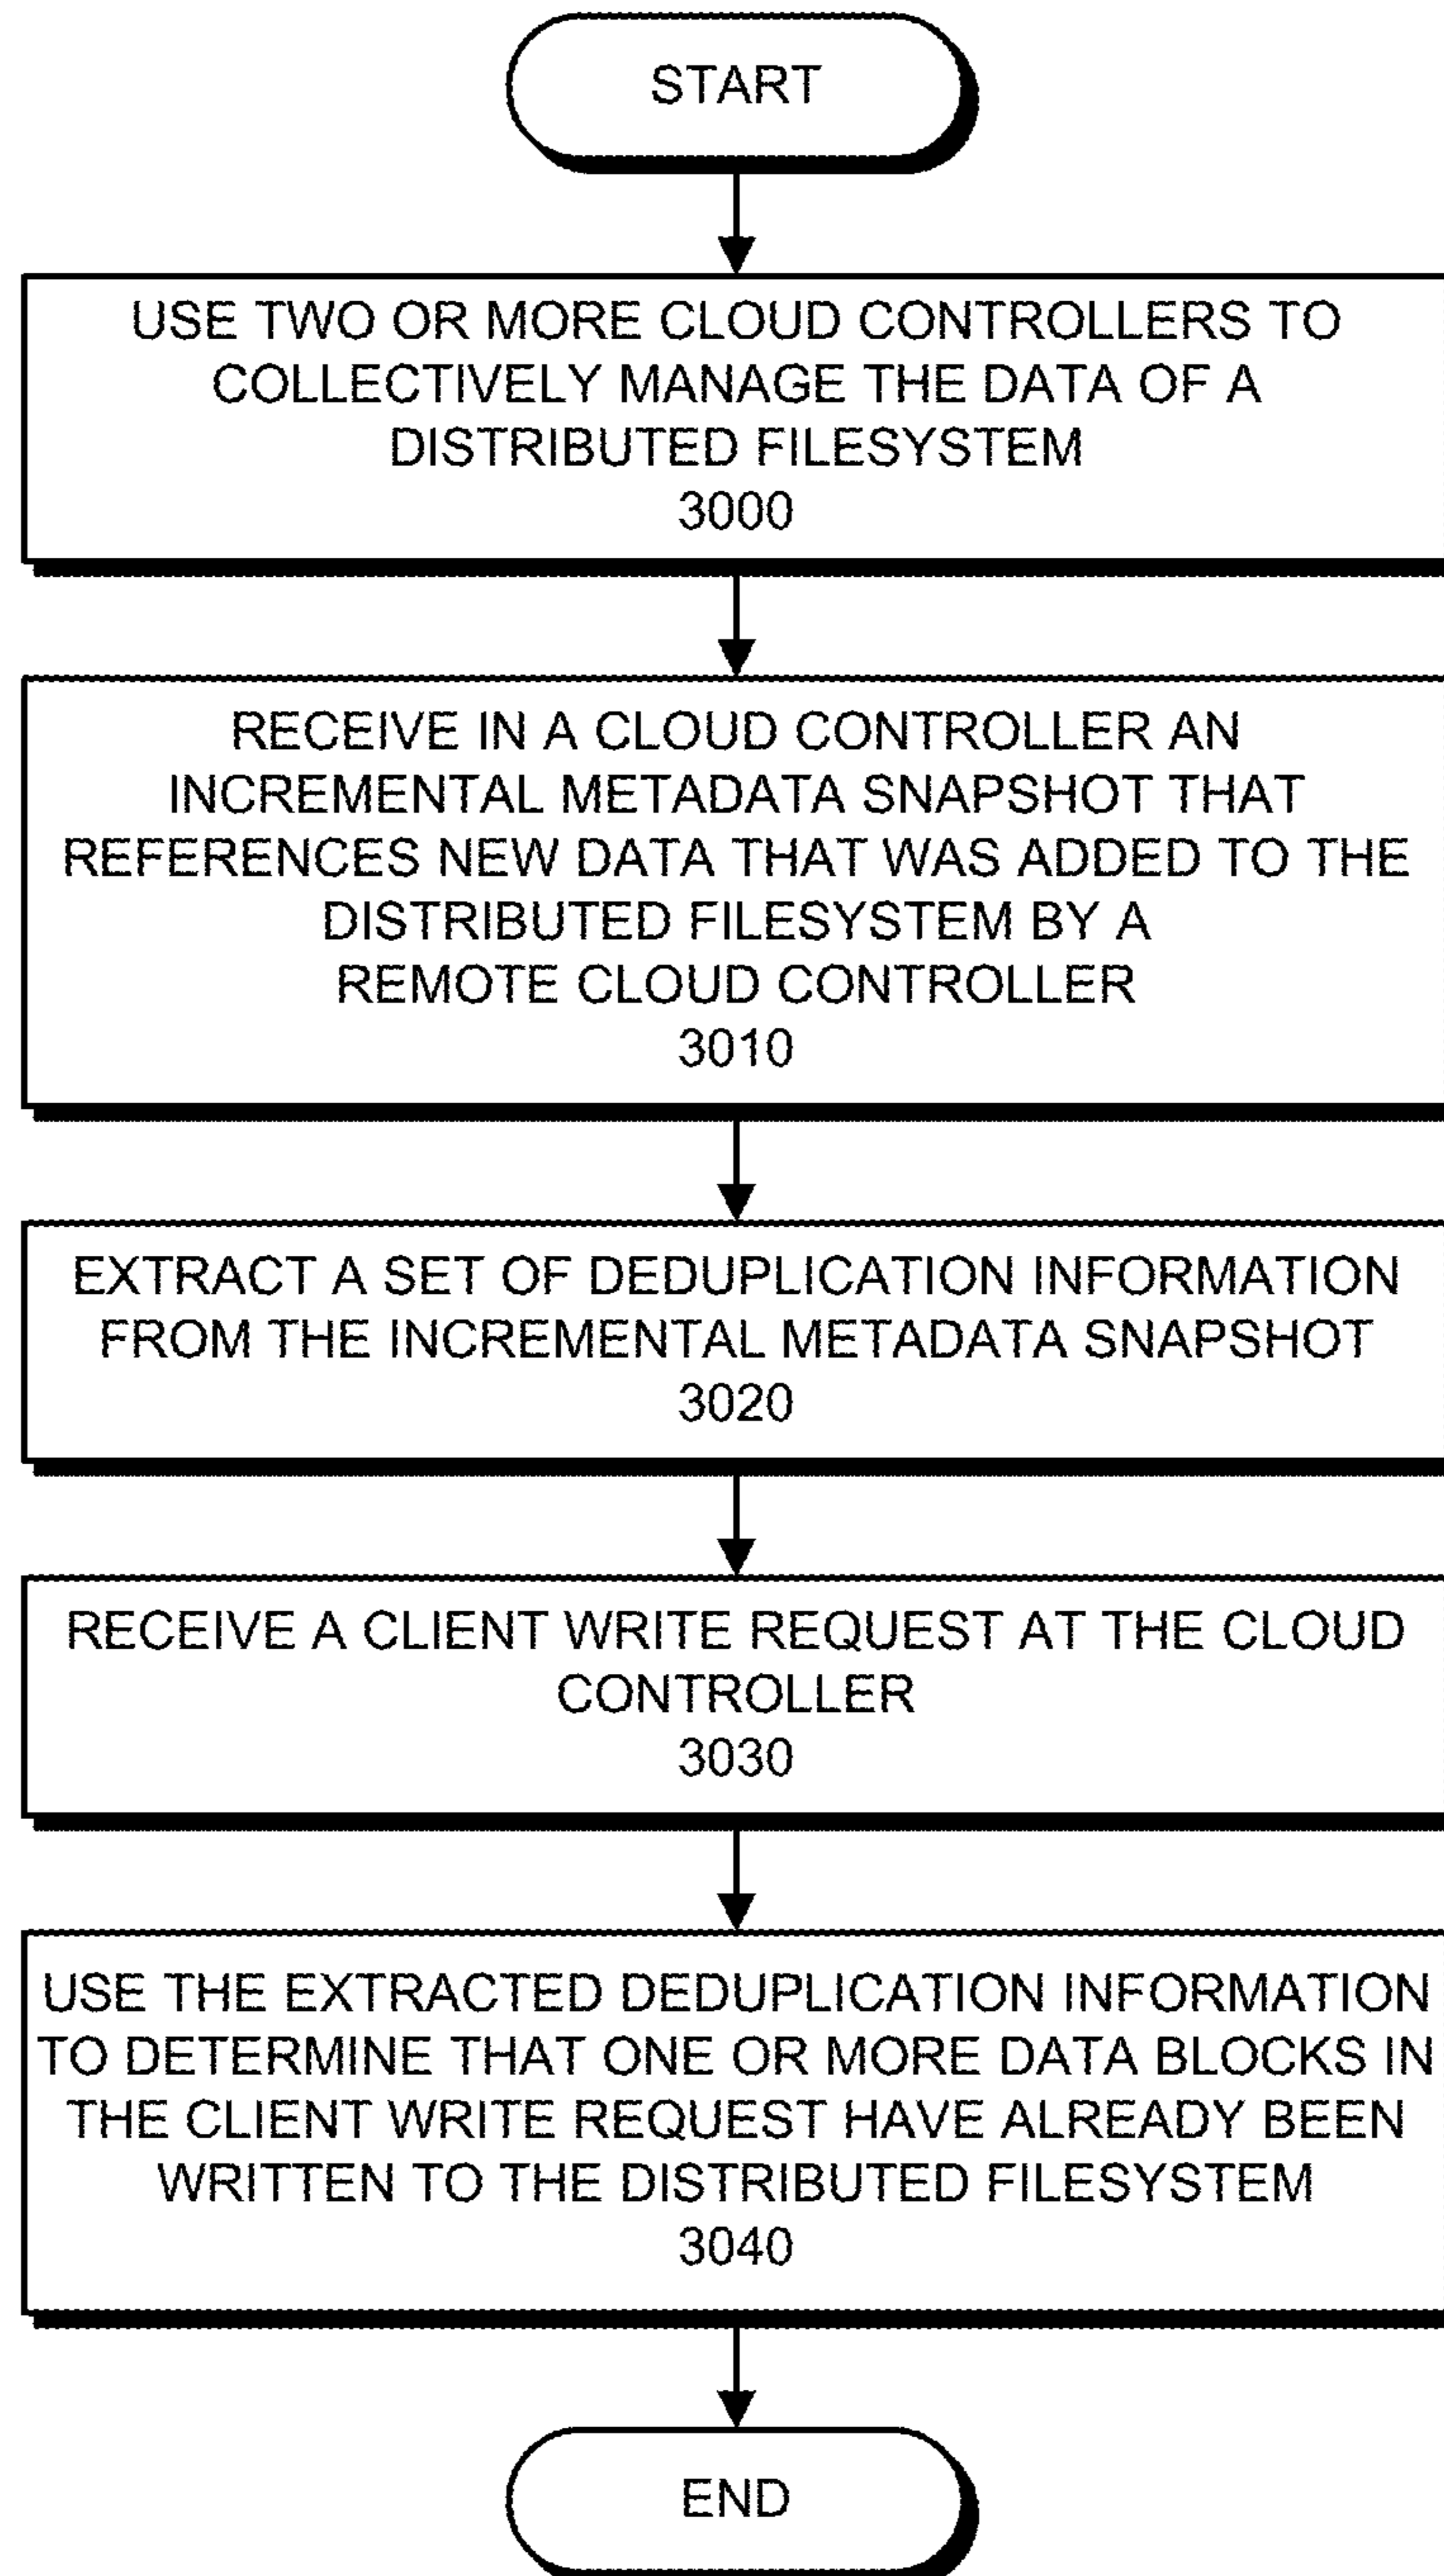 START
USE TWO OR MORE CLOUD CONTROLLERS TO
COLLECTIVELY MANAGE THE DATA OF A
DISTRIBUTED FILESYSTEM
3000
RECEIVE IN A CLOUD CONTROLLER AN
INCREMENTAL METADATA SNAPSHOT THAT
REFERENCES NEW DATA THAT WAS ADDED TO THE
DISTRIBUTED FILESYSTEM BY A
REMOTE CLOUD CONTROLLER
3010
EXTRACT A SET OF DEDUPLICATION INFORMATION
FROM THE INCREMENTAL METADATA SNAPSHOT
3020
RECEIVE A CLIENT WRITE REQUEST AT THE CLOUD
CONTROLLER
3030
USE THE EXTRACTED DEDUPLICATION INFORMATION
TO DETERMINE THAT ONE OR MORE DATA BLOCKS IN
THE CLIENT WRITE REQUEST HAVE ALREADY BEEN
WRITTEN TO THE DISTRIBUTED FILESYSTEM
3040
END